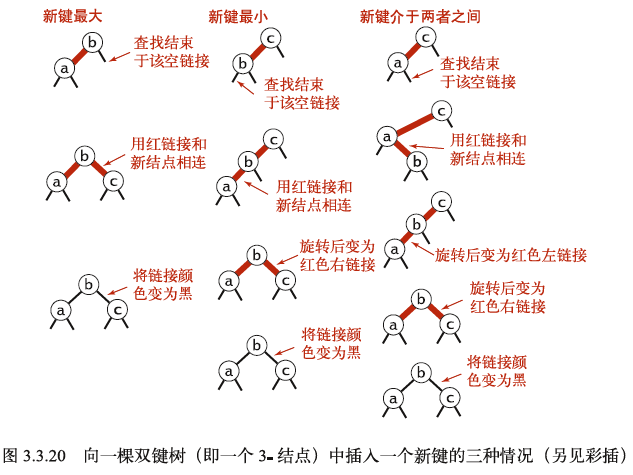 新键最大
b
a
查找结束
于该空链接
b
a
c
用红链接和
新结点相连
b
a
c
将链接颜
色变为黑
新键最小
c
b
查找结束
于该空链接
c
b
a
用红链接和
新结点相连
b
a
c
旋转后变为
红色右链接
b
a
c
将链接颜
色变为黑
新键介于两者之间
c
a
查找结束
于该空链接
c
a
b
用红链接和
新结点相连
c
b
a
旋转后变为红色左链接
b
a
c
旋转后变为
红色右链接
b
a
c
将链接颜
色变为黑
图 3.3.20 向一棵双键树（即一个 3- 结点）中插入一个新键的三种情况（另见彩插）